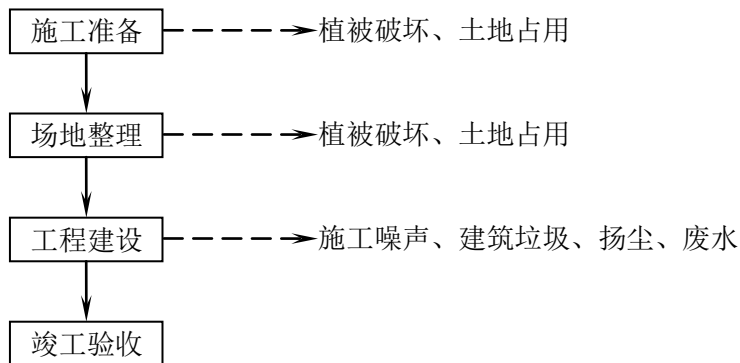 施工准备 植被破坏、土地占用
场地整理 植被破坏、土地占用
工程建设 施工噪声、建筑垃圾、扬尘、废水
竣工验收